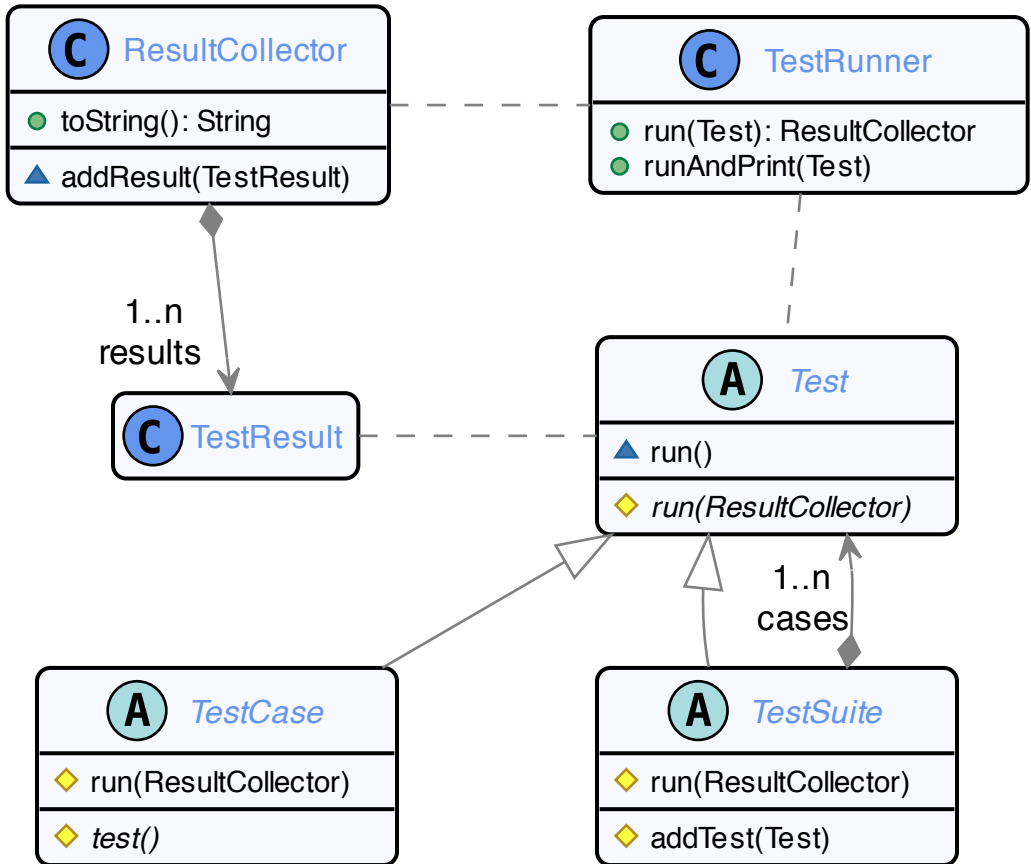 C ResultCollector
toString(): String
addResult(TestResult)
C TestRunner
run(Test): ResultCollector
runAndPrint(Test)
1..n
results
C TestResult
A Test
run()
run(ResultCollector)
1..n
cases
A TestCase
run(ResultCollector)
test()
A TestSuite
run(ResultCollector)
addTest(Test)